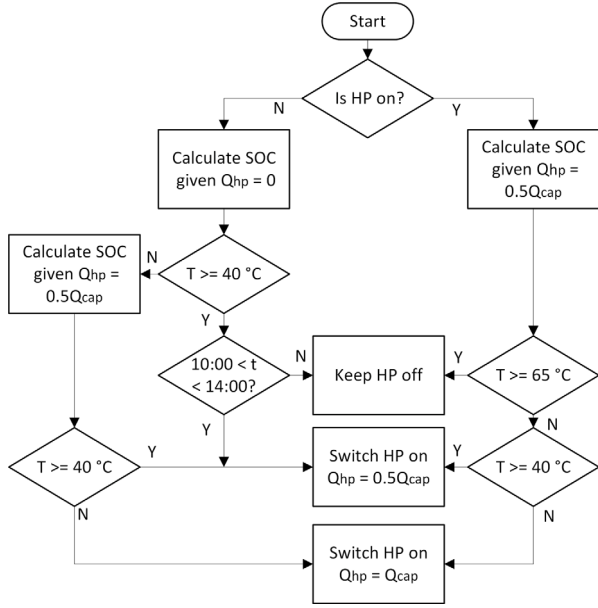 Start
Is HP on?
N
Y
Calculate SOC
given Qhp = 0
Calculate SOC
given Qhp =
0.5Qcap
Calculate SOC
given Qhp =
0.5Qcap
N
T >= 40 °C
Y
10:00 < t
< 14:00?
N
Keep HP off
Y
T >= 65 °C
Y
N
T >= 40 °C
Y
Switch HP on
Qhp = 0.5Qcap
Y
T >= 40 °C
N
N
Switch HP on
Qhp = Qcap